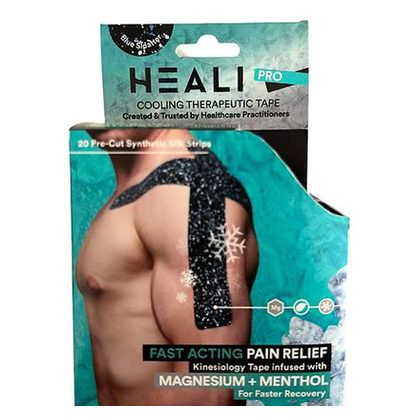 Blue Splatter
HEALI PRO
COOLING THERAPEUTIC TAPE
Created & Trusted by Healthcare Practitioners
20 Pre-Cut Synthetic Silk Strips
Mg
FAST ACTING PAIN RELIEF
Kinesiology Tape infused with
MAGNESIUM + MENTHOL
For Faster Recovery